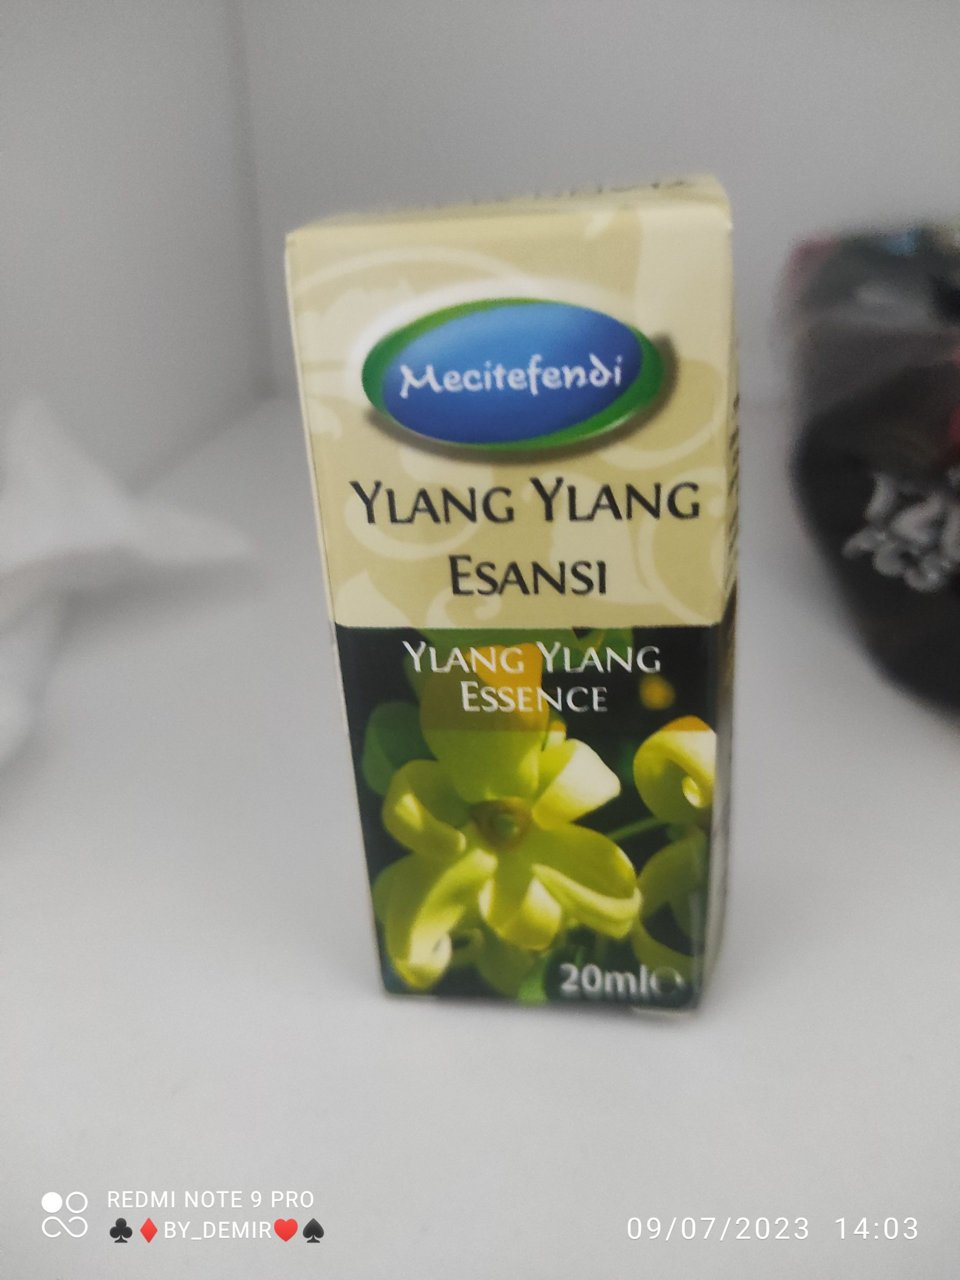 Mecitefendi
YLANG YLANG
ESANSI
YLANG YLANG
ESSENCE
20ml℮
REDMI NOTE 9 PRO
♣♦BY_DEMIR♥♠
09/07/2023 14:03